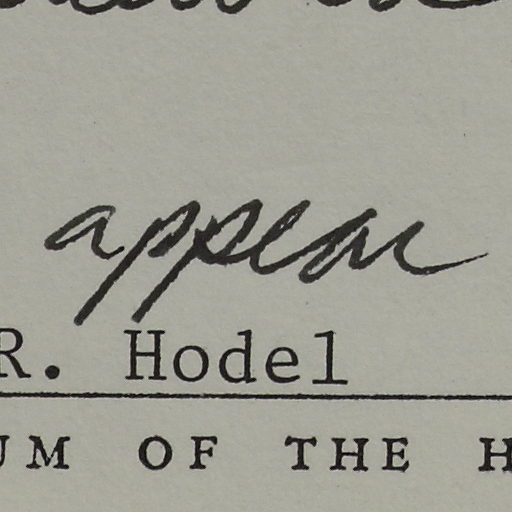 appear
R. Hodel
UM OF THE H